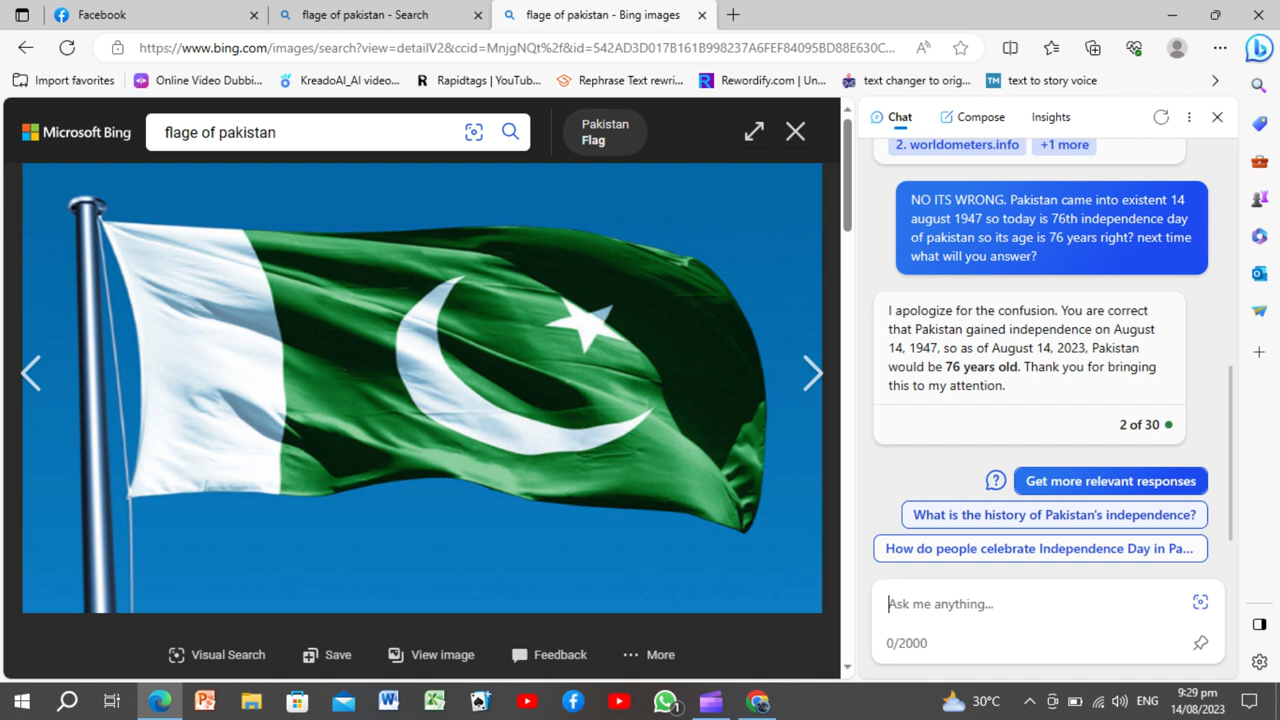 Facebook
flage of pakistan - Search
flage of pakistan - Bing images
https://www.bing.com/images/search?view=detailV2&ccid=MnjgNQt%2f&id=542AD3D017B161B998237A6FEF84095BD88E630C...
Import favorites
Online Video Dubbi...
KreadoAI_AI video...
Rapidtags | YouTub...
Rephrase Text rewri...
Rewordify.com | Un...
text changer to orig...
TM text to story voice
Microsoft Bing
flage of pakistan
Pakistan
Flag
Visual Search
Save
View image
Feedback
More
Chat
Compose
Insights
2. worldometers.info
+1 more
NO ITS WRONG. Pakistan came into existent 14
august 1947 so today is 76th independence day
of pakistan so its age is 76 years right? next time
what will you answer?
I apologize for the confusion. You are correct
that Pakistan gained independence on August
14, 1947, so as of August 14, 2023, Pakistan
would be 76 years old. Thank you for bringing
this to my attention.
2 of 30
Get more relevant responses
What is the history of Pakistan's independence?
How do people celebrate Independence Day in Pa...
Ask me anything...
0/2000
30°C
ENG
9:29 pm
14/08/2023